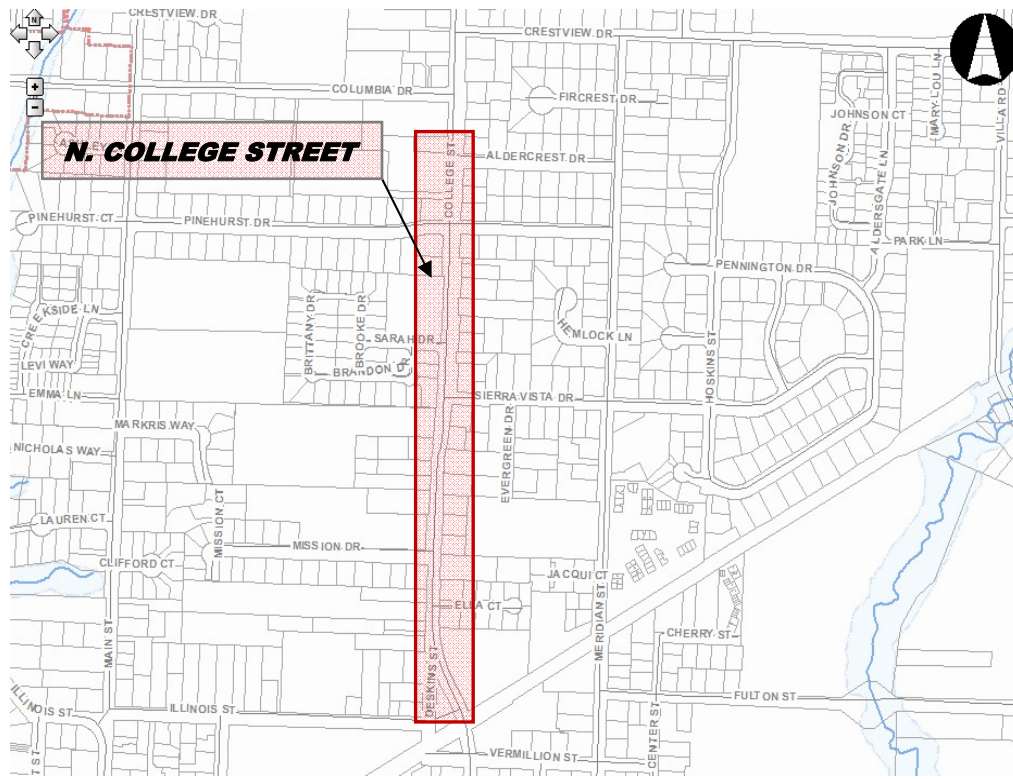 N
CRESTVIEW DR
CRESTVIEW DR
COLUMBIA DR
FIRCREST DR
JOHNSON CT
MARY LOU LN
VILLARD
N. COLLEGE STREET
COLLEGE ST
ALDERCREST DR
JOHNSON DR
ALDERSGATE LN
PINEHURST CT
PINEHURST DR
PARK LN
PENNINGTON DR
CREEKSIDE LN
BRITTANY DR
BROOKE DR
SARAH DR
HEMLOCK LN
LEVI WAY
BRANDON DR
HOSKINS ST
EMMA LN
SIERRA VISTA DR
MARKRIS WAY
EVERGREEN DR
NICHOLAS WAY
LAUREN CT
MISSION CT
MISSION DR
CLIFFORD CT
JACQUI CT
ELLA CT
MERIDIAN ST
MAIN ST
CHERRY ST
DESKINS ST
ILLINOIS ST
ILLINOIS ST
FULTON ST
CENTER ST
VERMILLION ST
ST